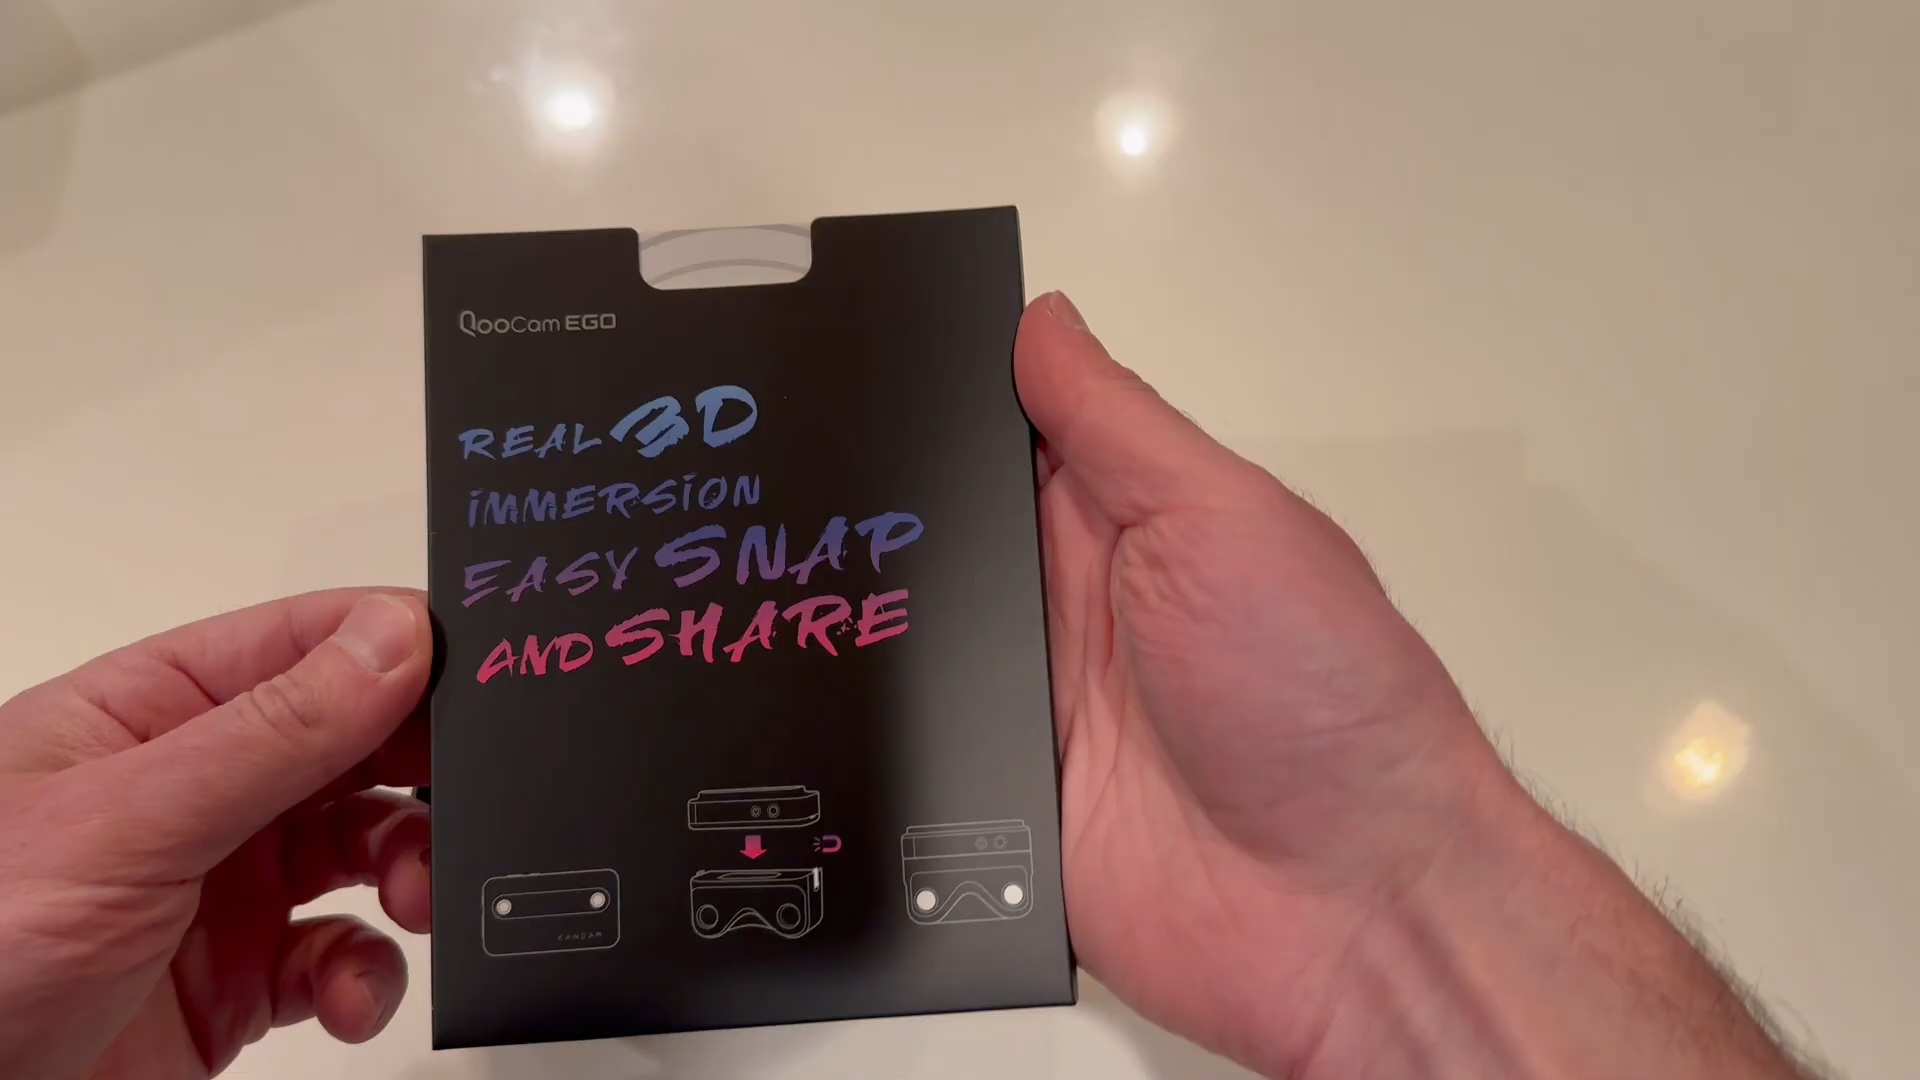 QooCam EGO
REAL 3D
IMMERSION
EASY SNAP
AND SHARE
KANDAO